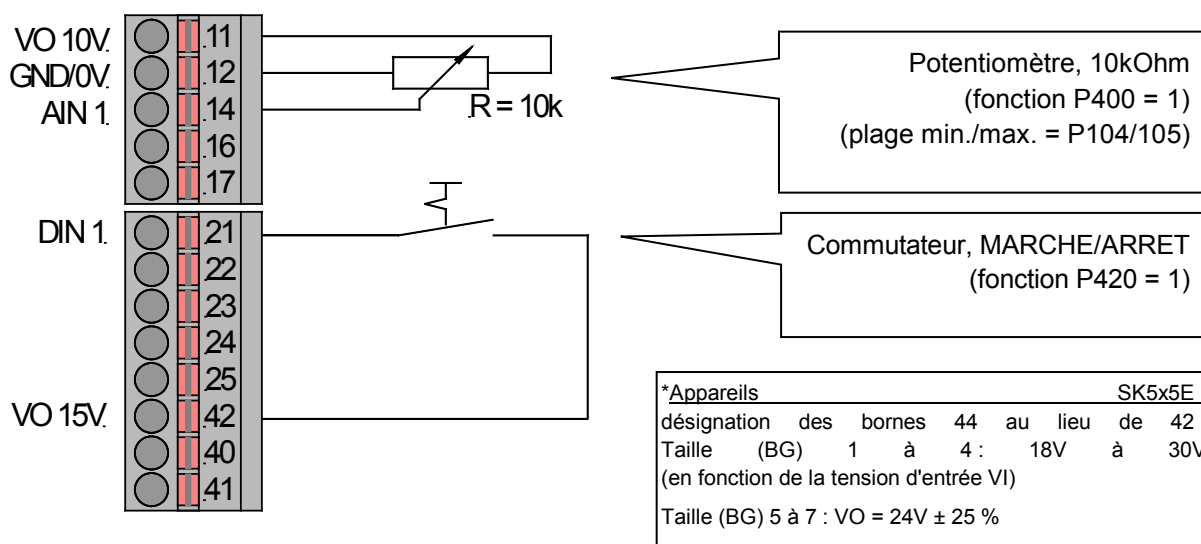 VO 10V
GND/0V
AIN 1
11
12
14
16
17
R = 10k
Potentiomètre, 10kOhm
(fonction P400 = 1)
(plage min./max. = P104/105)
DIN 1
VO 15V
21
22
23
24
25
42
40
41
Commutateur, MARCHE/ARRET
(fonction P420 = 1)
*Appareils SK5x5E
désignation des bornes 44 au lieu de 42
Taille (BG) 1 à 4 : 18V à 30V
(en fonction de la tension d'entrée VI)
Taille (BG) 5 à 7 : VO = 24V ± 25 %